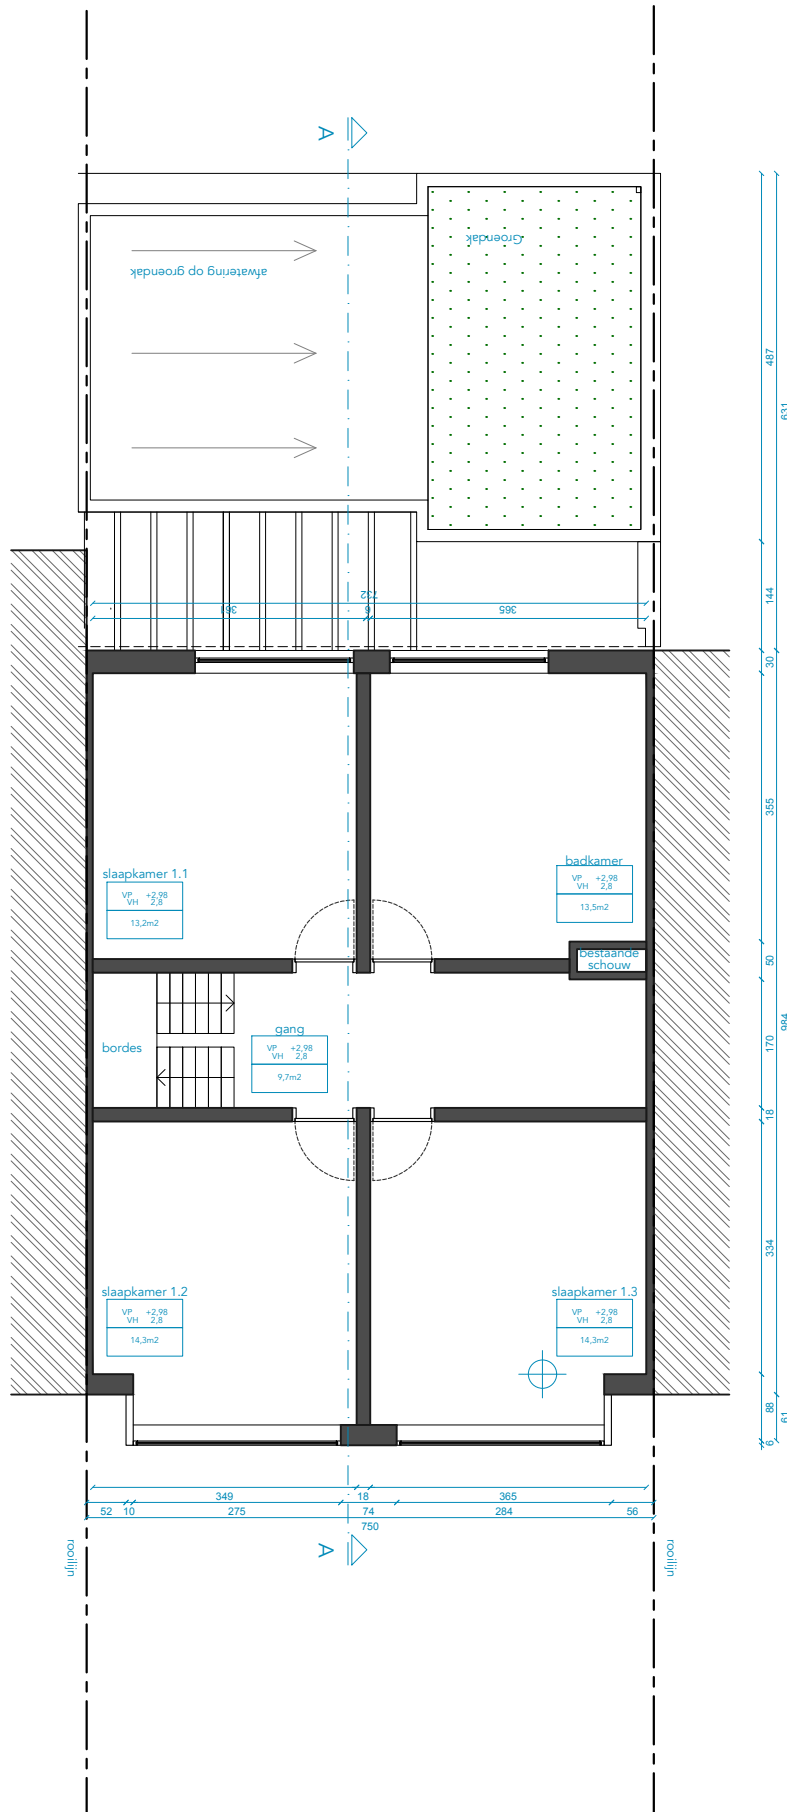 A
Groendak
afwatering op groendak
487
631
144
732
361
6
365
30
355
slaapkamer 1.1
VP +2,98
VH 2,8
13,2m2
badkamer
VP +2,98
VH 2,8
13,5m2
bestaande
schouw
50
bordes
gang
VP +2,98
VH 2,8
9,7m2
984
170
18
334
slaapkamer 1.2
VP +2,98
VH 2,8
14,3m2
slaapkamer 1.3
VP +2,98
VH 2,8
14,3m2
88
61
6
349
18
365
52
10
275
74
284
56
750
rooilijn
A
rooilijn